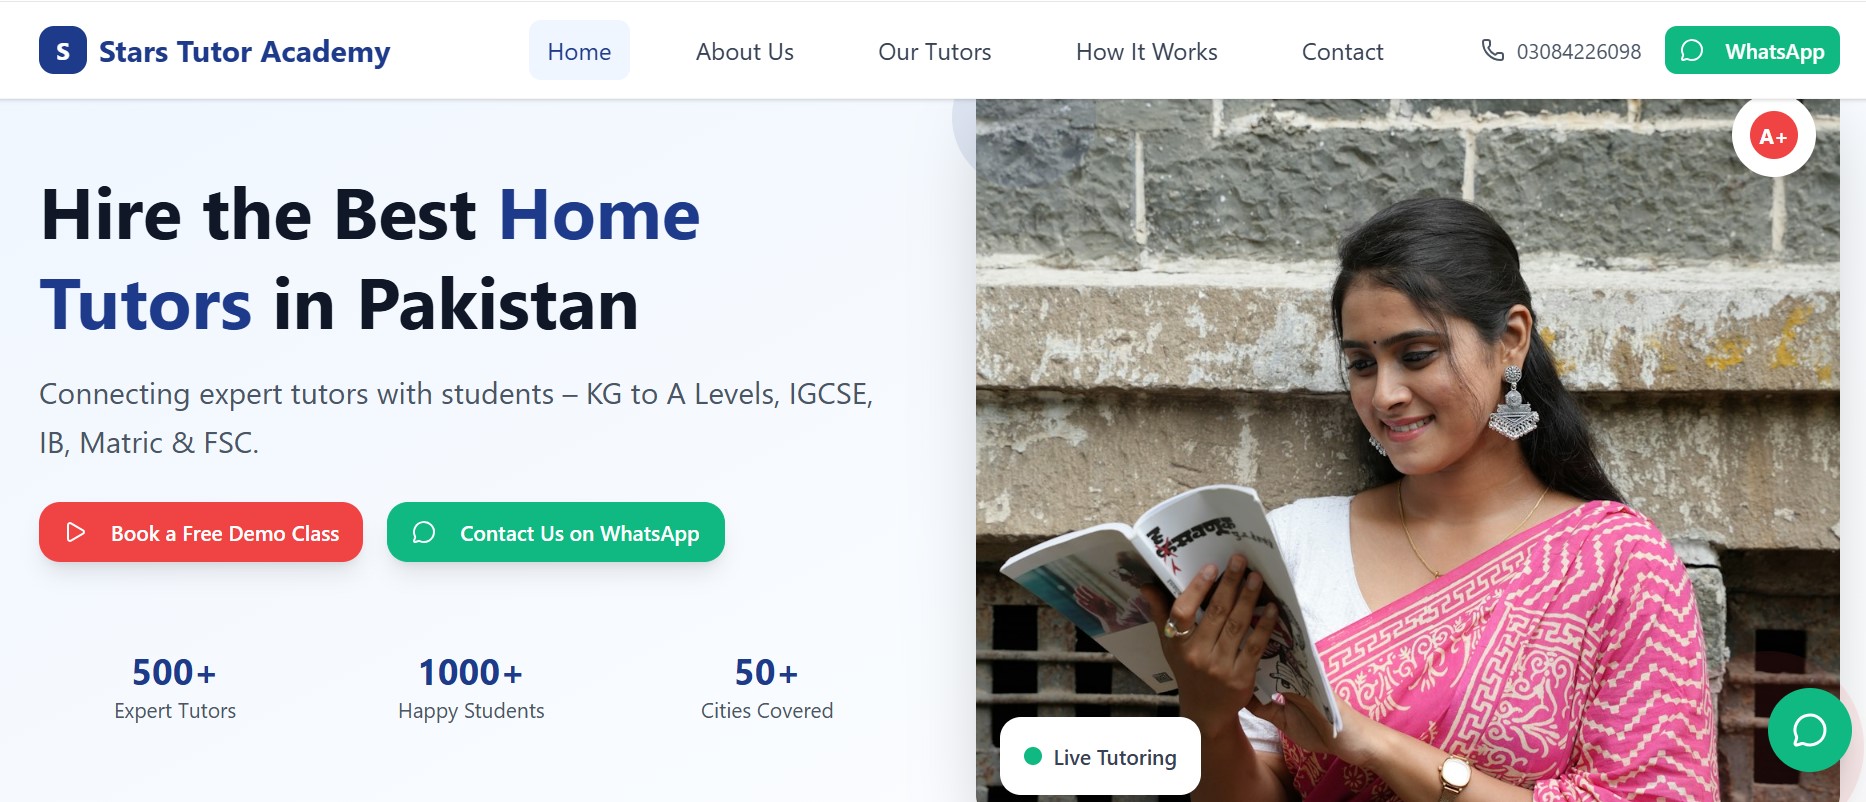 S Stars Tutor Academy
Home
About Us
Our Tutors
How It Works
Contact
03084226098
WhatsApp
A+
Hire the Best Home
Tutors in Pakistan
Connecting expert tutors with students – KG to A Levels, IGCSE,
IB, Matric & FSC.
Book a Free Demo Class
Contact Us on WhatsApp
500+
Expert Tutors
1000+
Happy Students
50+
Cities Covered
Live Tutoring